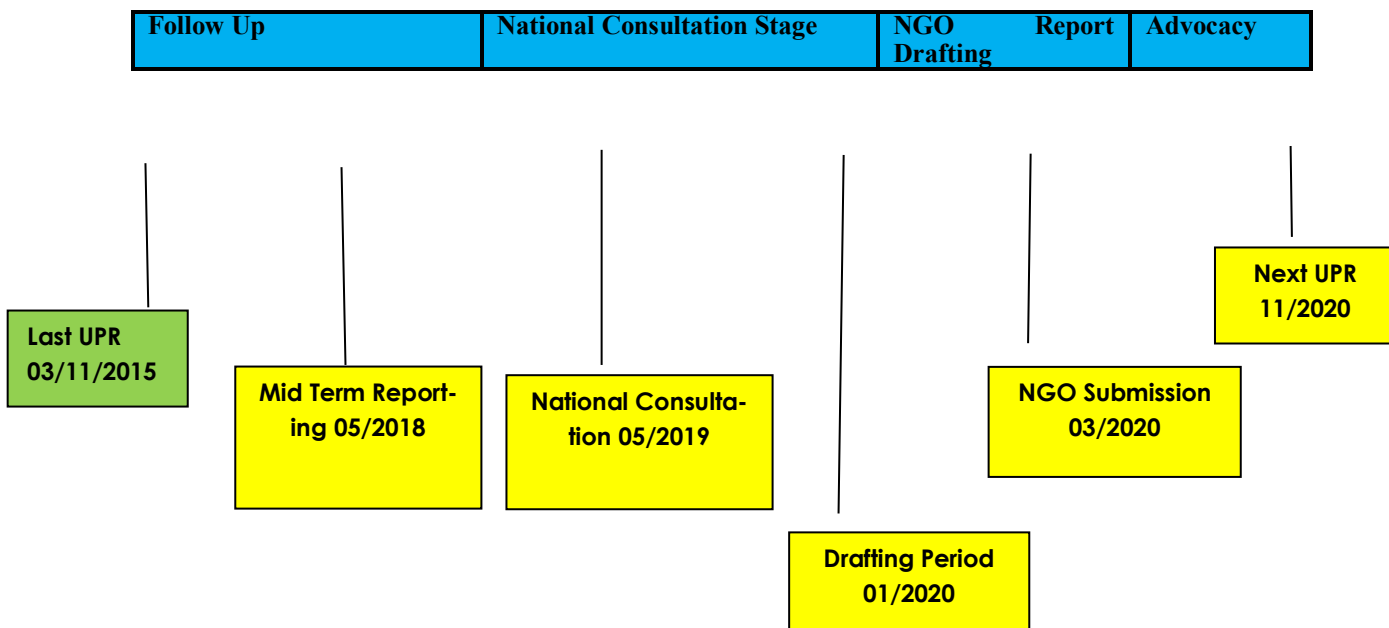 Follow Up
National Consultation Stage
NGO Report
Drafting
Advocacy
Last UPR
03/11/2015
Mid Term Report-
ing 05/2018
National Consulta-
tion 05/2019
Drafting Period
01/2020
NGO Submission
03/2020
Next UPR
11/2020